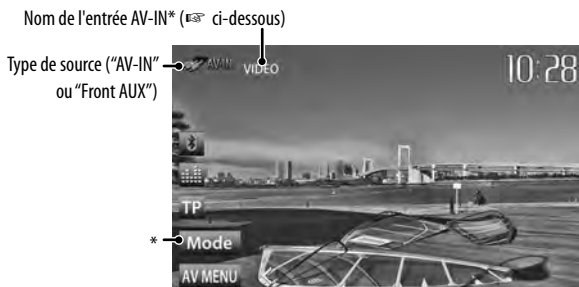 Nom de l'entrée AV-IN* (☞ ci-dessous)
Type de source ("AV-IN"
ou "Front AUX")
AV-IN
VIDEO
10:28
TP
*
Mode
AV MENU